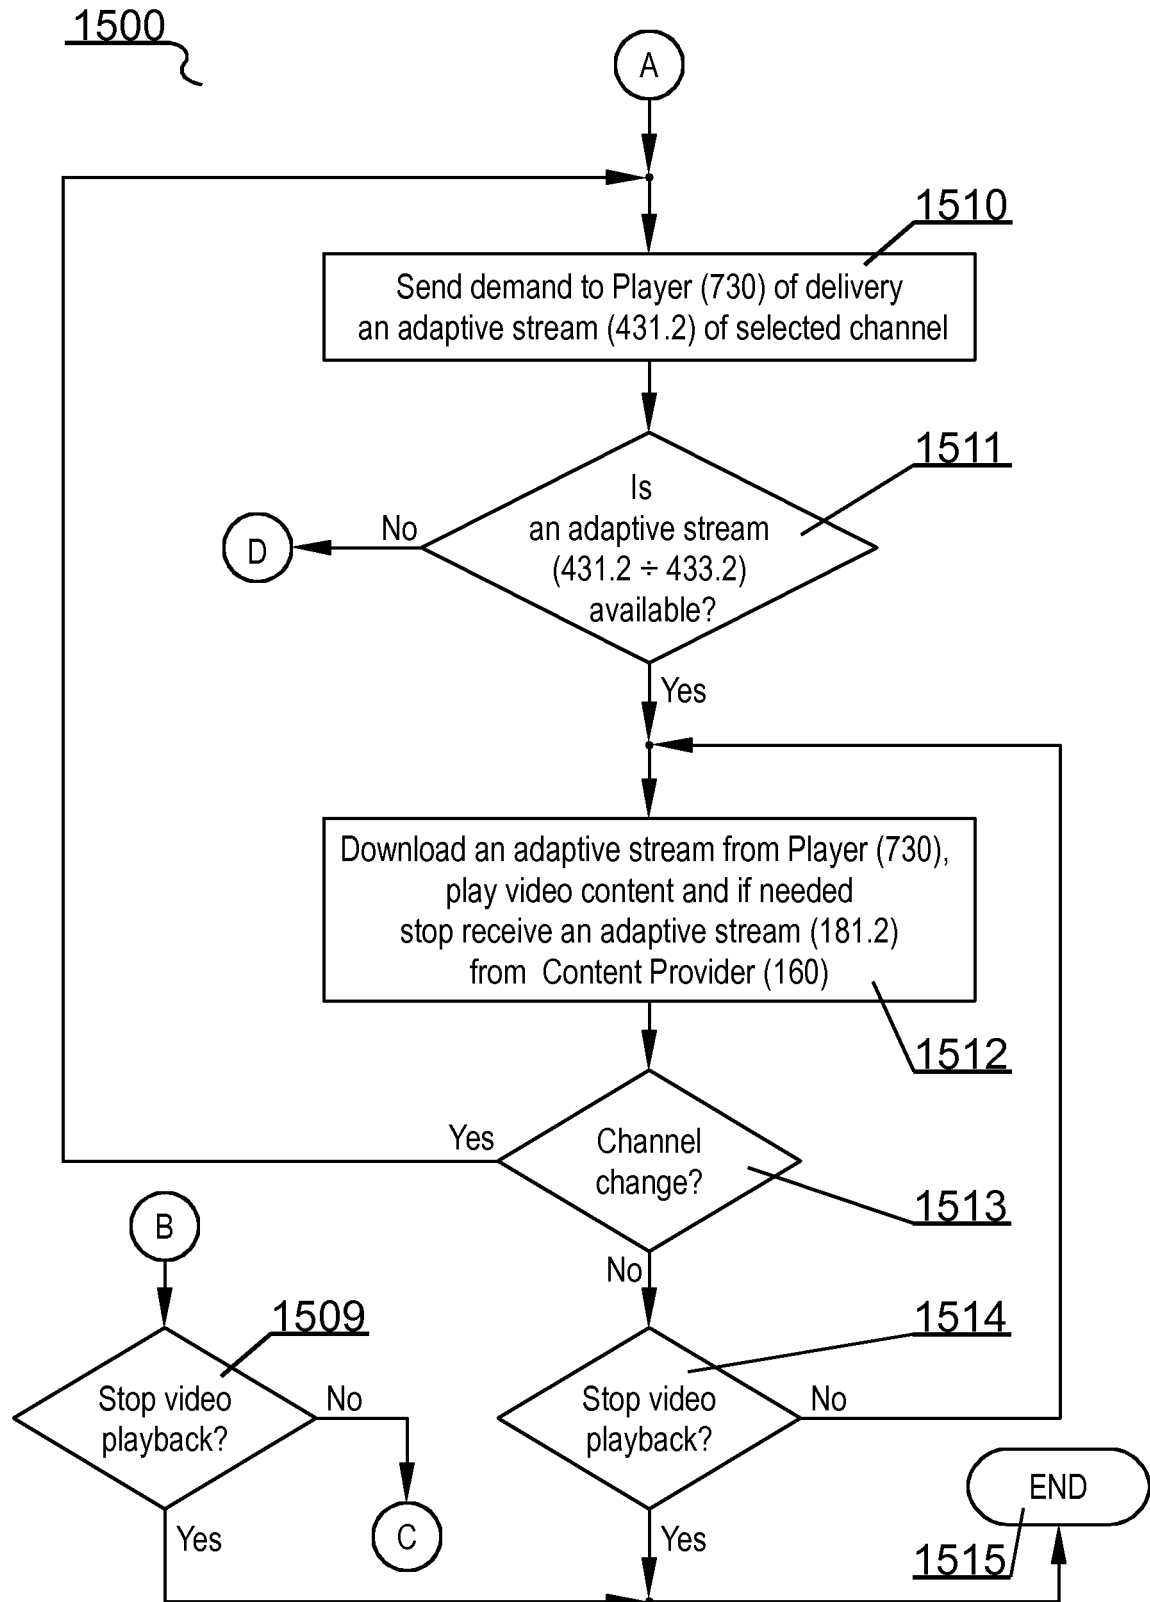 1500
A
1510
Send demand to Player (730) of delivery
an adaptive stream (431.2) of selected channel
1511
Is
an adaptive stream
(431.2 ÷ 433.2)
available?
No
D
Yes
Download an adaptive stream from Player (730),
play video content and if needed
stop receive an adaptive stream (181.2)
from Content Provider (160)
1512
Yes
Channel
change?
1513
No
B
1509
Stop video
playback?
No
C
Yes
1514
Stop video
playback?
No
Yes
END
1515